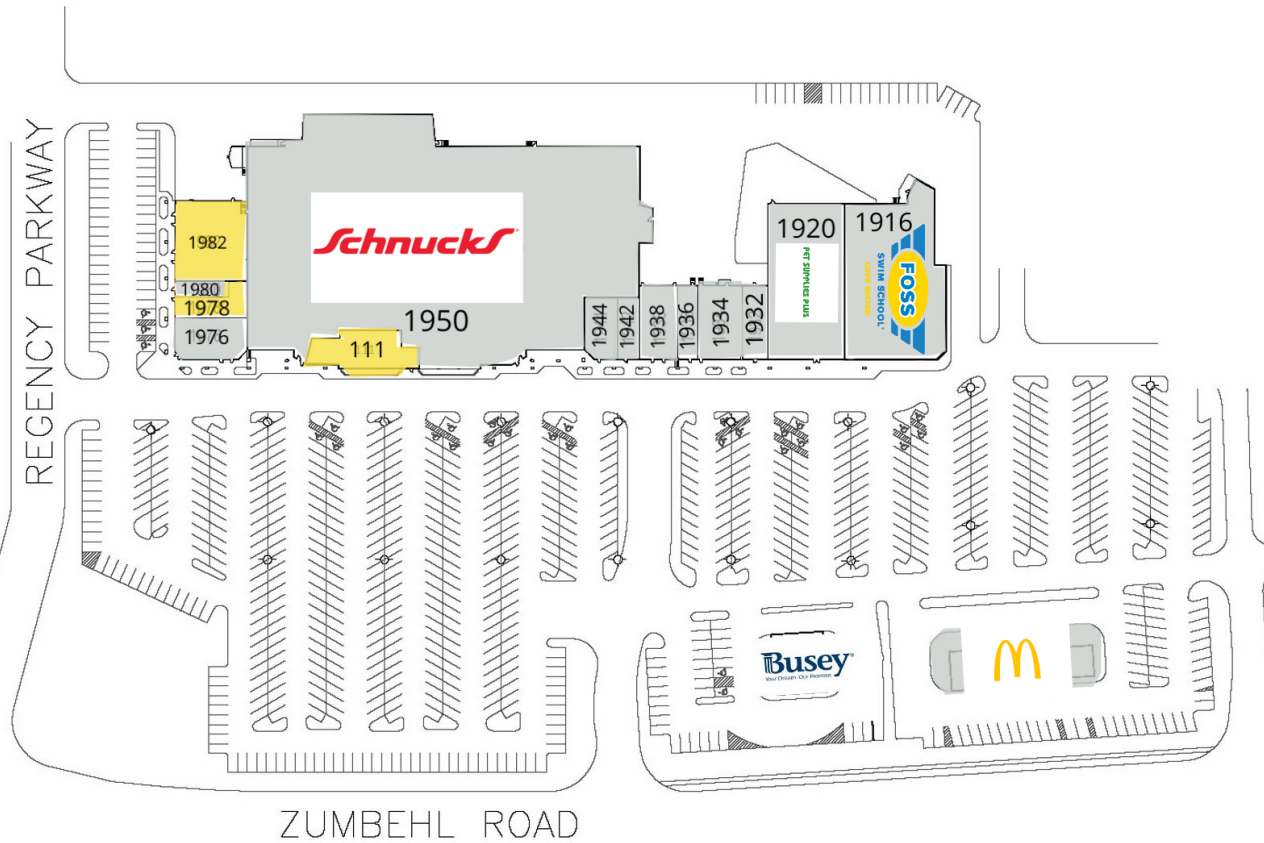 REGENCY PARKWAY
1982
1980
1978
1976
Schnucks
1950
111
1944
1942
1938
1936
1934
1932
1920
PET SUPPLIES PLUS
1916
FOSS
SWIM SCHOOL
Busey
Your Dream. Our Promise.
ZUMBEHL ROAD